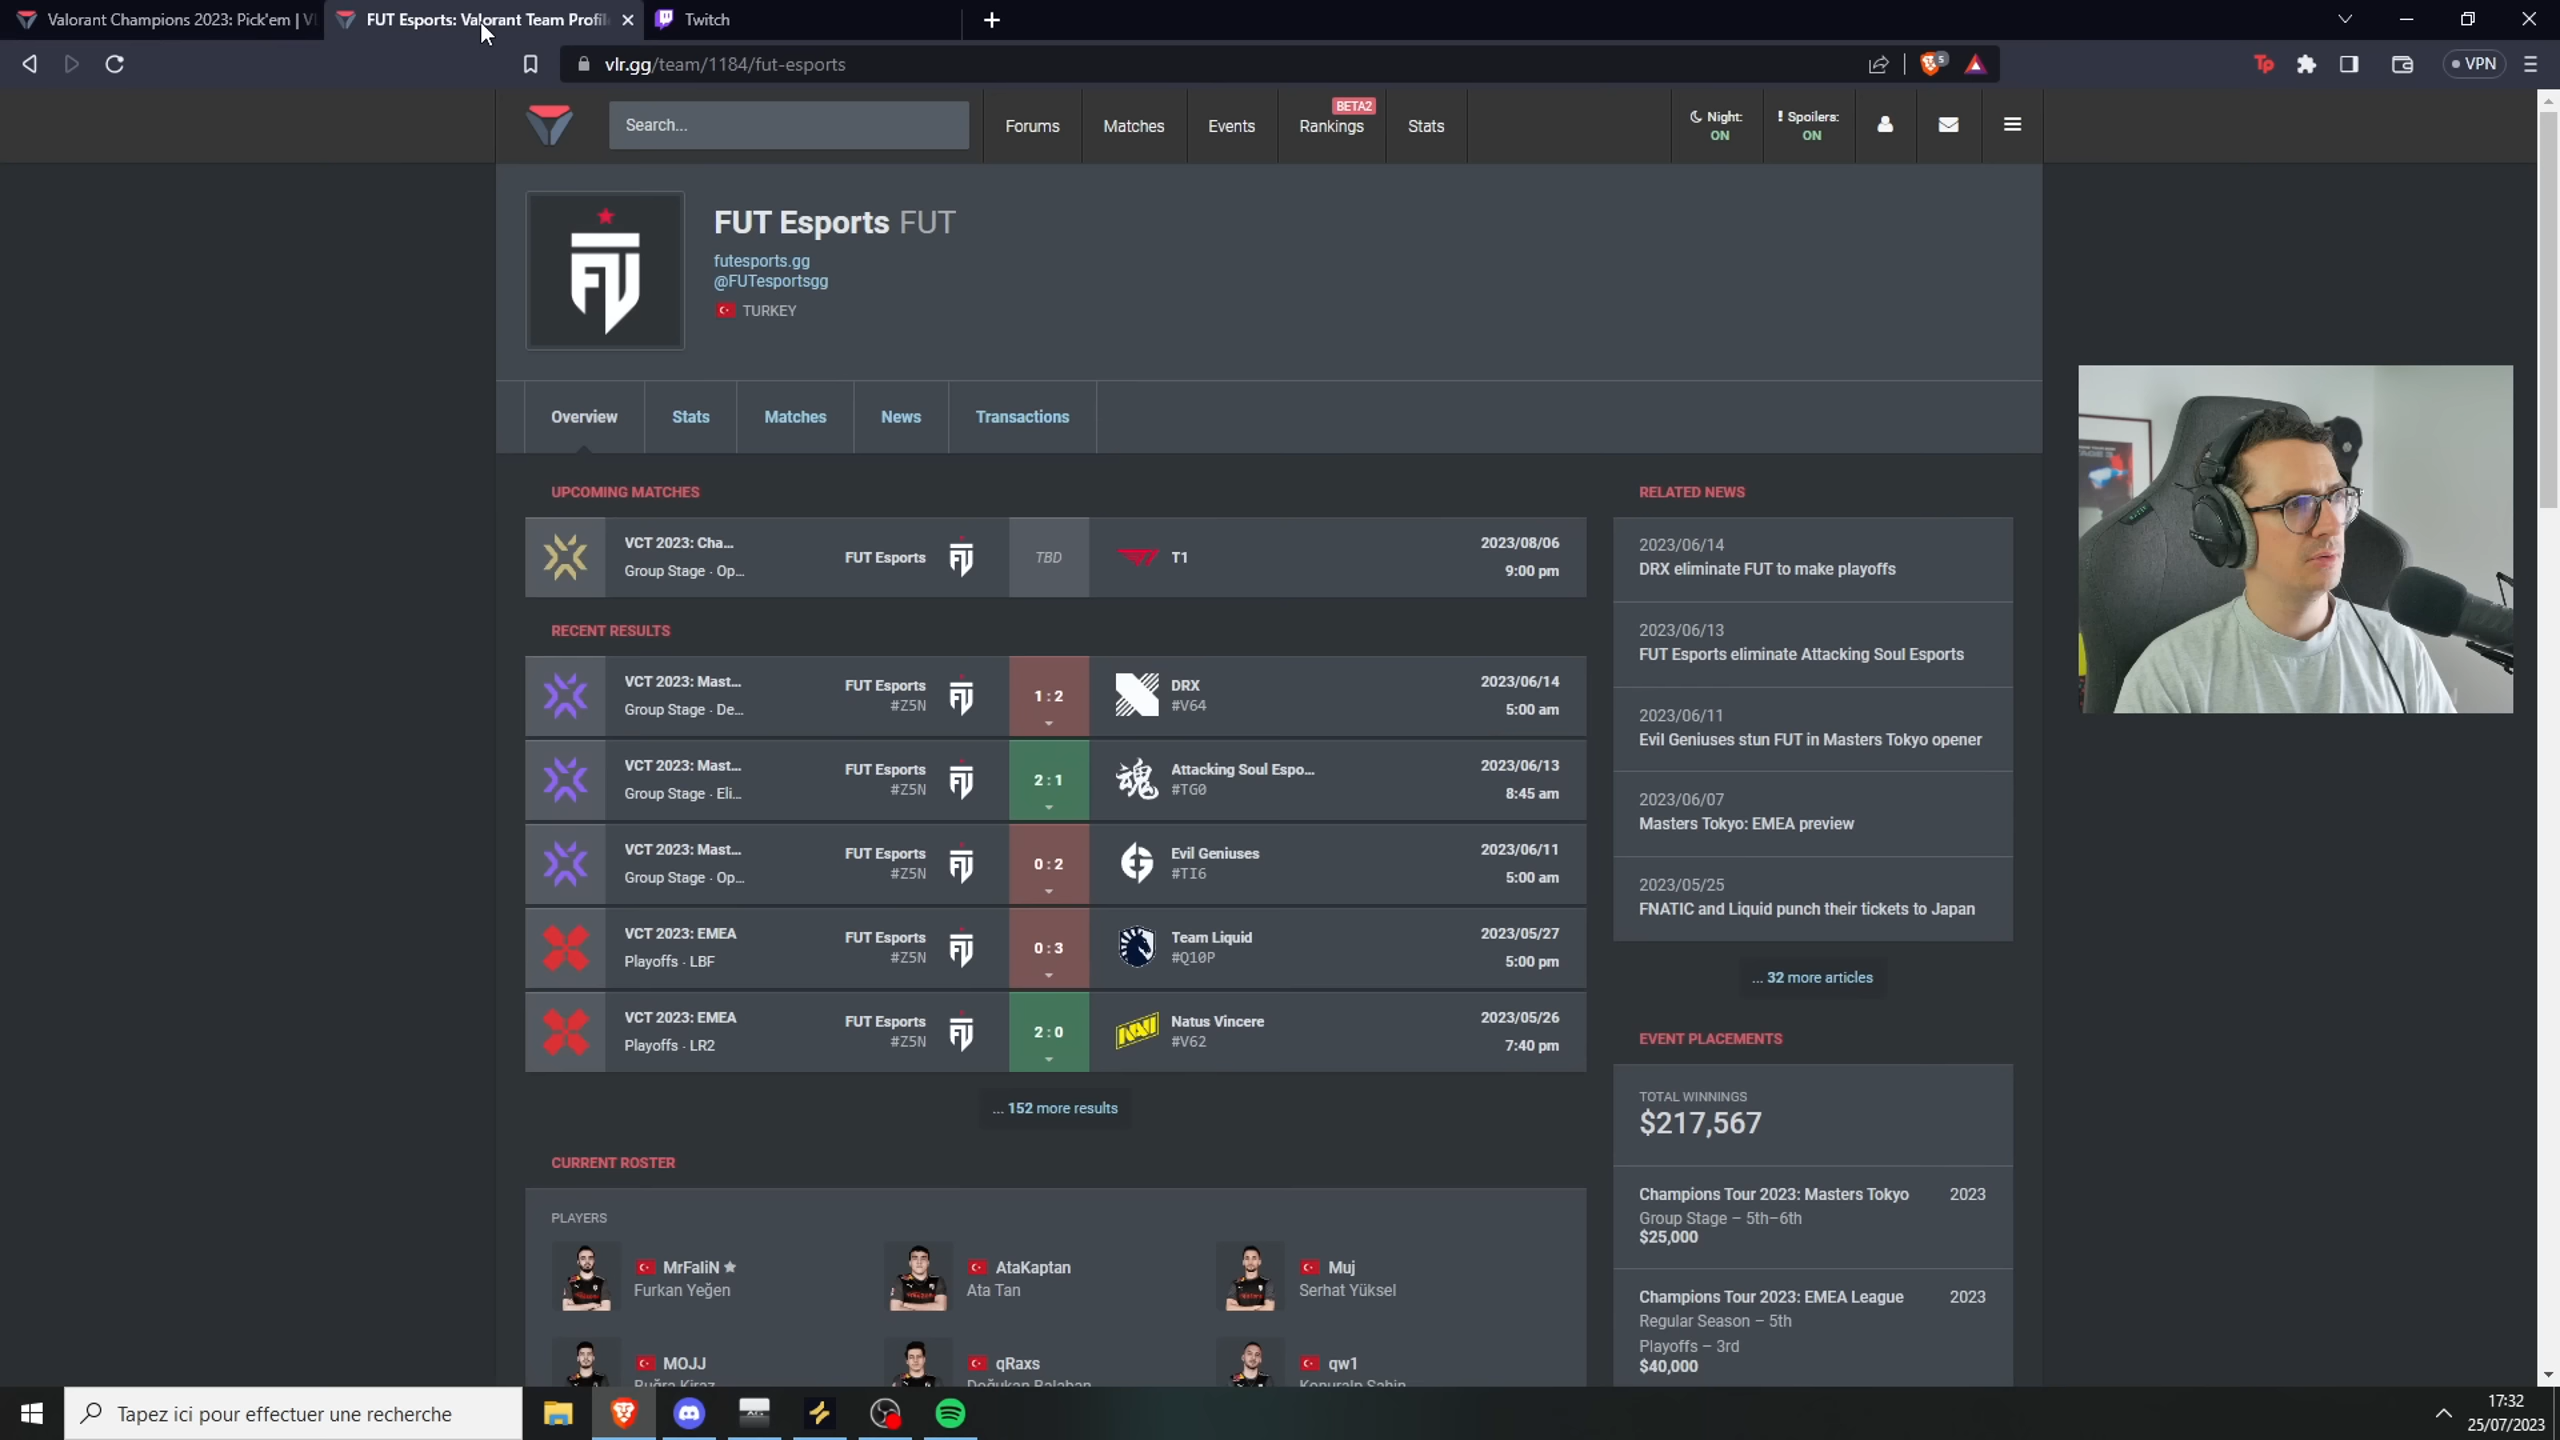 Valorant Champions 2023: Pick'em | Vl
FUT Esports: Valorant Team Profil
Twitch
vlr.gg/team/1184/fut-esports
5
Tp
VPN
Search...
Forums
Matches
Events
BETA2
Rankings
Stats
Night:
ON
! Spoilers:
ON
FUT Esports FUT
futesports.gg
@FUTesportsgg
TURKEY
Overview
Stats
Matches
News
Transactions
UPCOMING MATCHES
VCT 2023: Cha...
Group Stage · Op...
FUT Esports
TBD
T1
2023/08/06
9:00 pm
RECENT RESULTS
VCT 2023: Mast...
Group Stage · De...
FUT Esports
#Z5N
1 : 2
DRX
#V64
2023/06/14
5:00 am
VCT 2023: Mast...
Group Stage · Eli...
FUT Esports
#Z5N
2 : 1
魂
Attacking Soul Espo...
#TG0
2023/06/13
8:45 am
VCT 2023: Mast...
Group Stage · Op...
FUT Esports
#Z5N
0 : 2
Evil Geniuses
#TI6
2023/06/11
5:00 am
VCT 2023: EMEA
Playoffs · LBF
FUT Esports
#Z5N
0 : 3
Team Liquid
#Q10P
2023/05/27
5:00 pm
VCT 2023: EMEA
Playoffs · LR2
FUT Esports
#Z5N
2 : 0
Natus Vincere
#V62
2023/05/26
7:40 pm
... 152 more results
CURRENT ROSTER
PLAYERS
MrFaliN
Furkan Yeğen
AtaKaptan
Ata Tan
Muj
Serhat Yüksel
MOJJ
Buğra Kiraz
qRaxs
Doğukan Balaban
qw1
Konuralp Şahin
RELATED NEWS
2023/06/14
DRX eliminate FUT to make playoffs
2023/06/13
FUT Esports eliminate Attacking Soul Esports
2023/06/11
Evil Geniuses stun FUT in Masters Tokyo opener
2023/06/07
Masters Tokyo: EMEA preview
2023/05/25
FNATIC and Liquid punch their tickets to Japan
... 32 more articles
EVENT PLACEMENTS
TOTAL WINNINGS
$217,567
Champions Tour 2023: Masters Tokyo 2023
Group Stage – 5th–6th
$25,000
Champions Tour 2023: EMEA League 2023
Regular Season – 5th
Playoffs – 3rd
$40,000
Tapez ici pour effectuer une recherche
17:32
25/07/2023